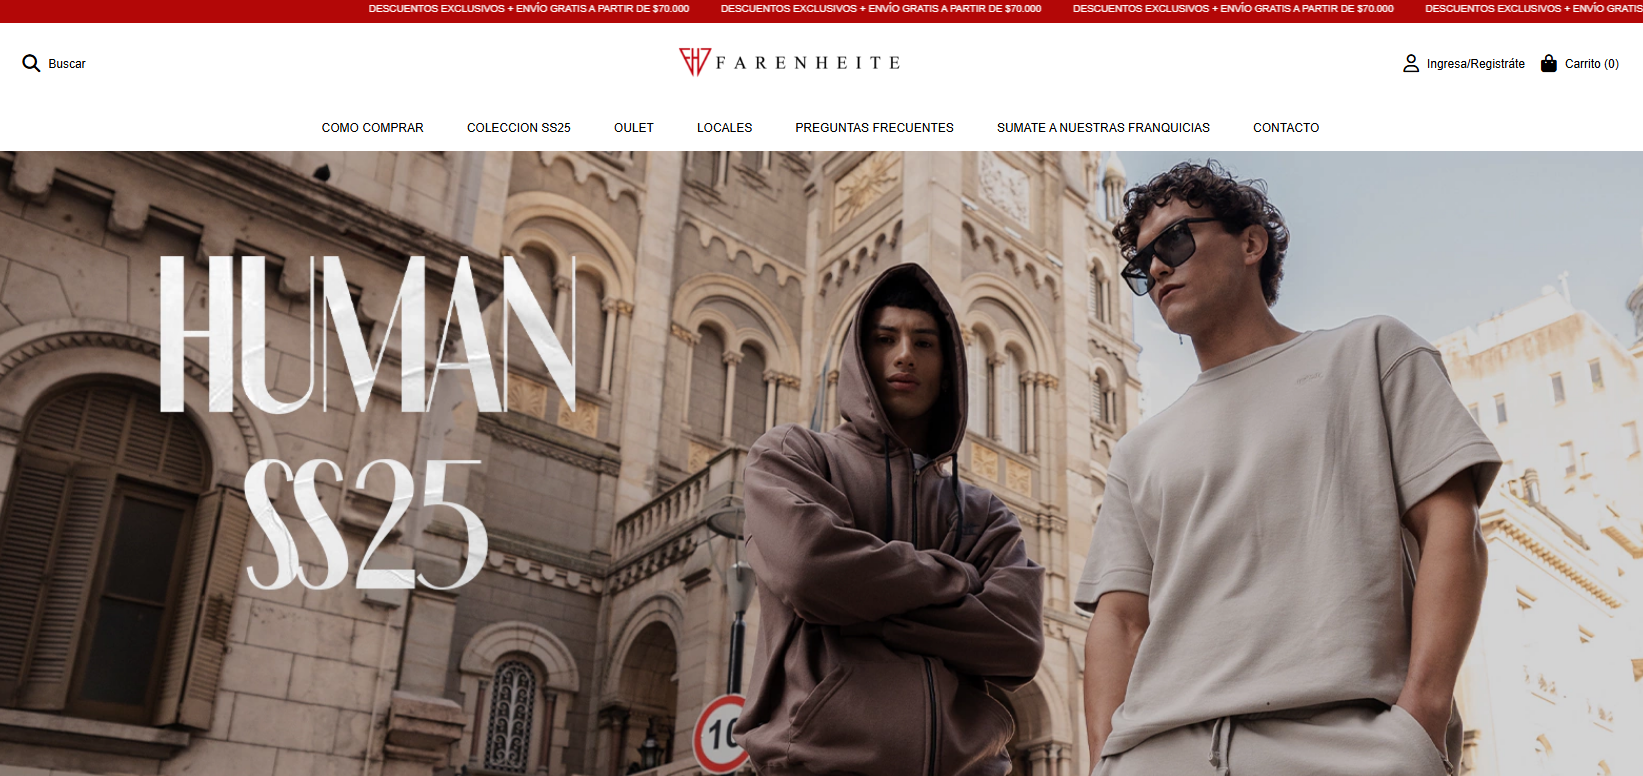 DESCUENTOS EXCLUSIVOS + ENVÍO GRATIS A PARTIR DE $70.000 DESCUENTOS EXCLUSIVOS + ENVÍO GRATIS A PARTIR DE $70.000 DESCUENTOS EXCLUSIVOS + ENVÍO GRATIS A PARTIR DE $70.000 DESCUENTOS EXCLUSIVOS + ENVÍO GRATIS
Buscar
FARENHEITE
Ingresa/Registráte
Carrito (0)
COMO COMPRAR COLECCION SS25 OULET LOCALES PREGUNTAS FRECUENTES SUMATE A NUESTRAS FRANQUICIAS CONTACTO
HUMAN
SS25
10